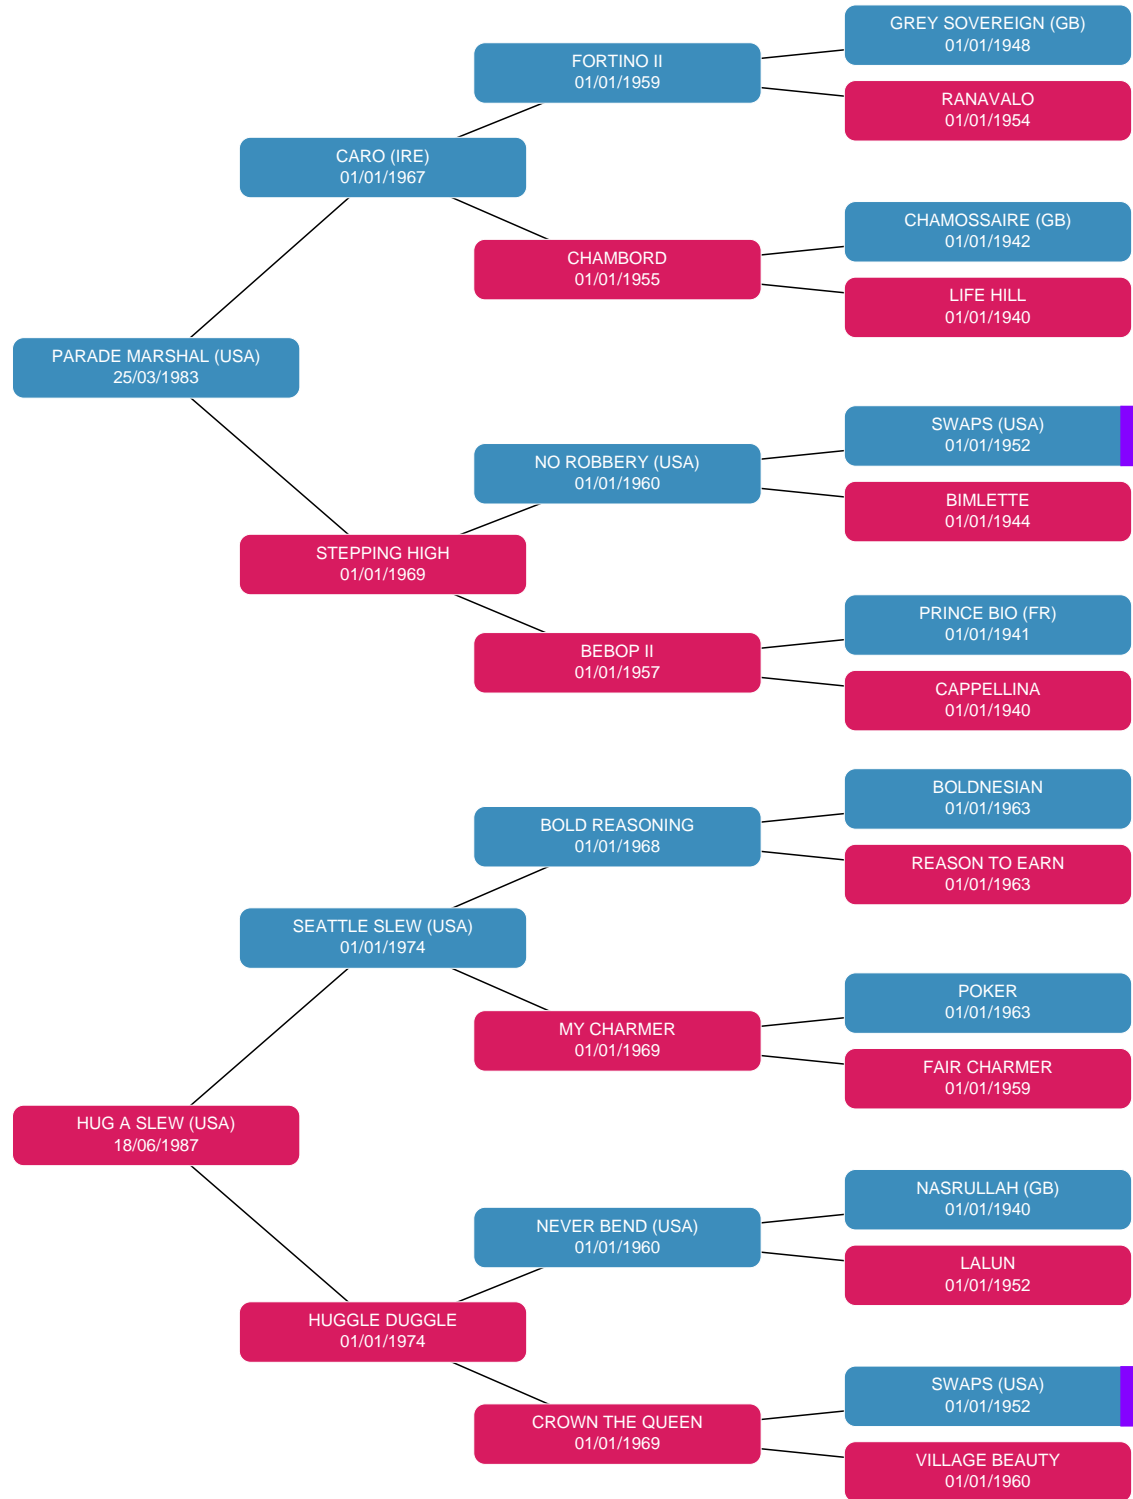 GREY SOVEREIGN (GB)
01/01/1948
FORTINO II
01/01/1959
RANAVALO
01/01/1954
CARO (IRE)
01/01/1967
CHAMOSSAIRE (GB)
01/01/1942
CHAMBORD
01/01/1955
LIFE HILL
01/01/1940
PARADE MARSHAL (USA)
25/03/1983
SWAPS (USA)
01/01/1952
NO ROBBERY (USA)
01/01/1960
BIMLETTE
01/01/1944
STEPPING HIGH
01/01/1969
PRINCE BIO (FR)
01/01/1941
BEBOP II
01/01/1957
CAPPELLINA
01/01/1940
BOLDNESIAN
01/01/1963
BOLD REASONING
01/01/1968
REASON TO EARN
01/01/1963
SEATTLE SLEW (USA)
01/01/1974
POKER
01/01/1963
MY CHARMER
01/01/1969
FAIR CHARMER
01/01/1959
HUG A SLEW (USA)
18/06/1987
NASRULLAH (GB)
01/01/1940
NEVER BEND (USA)
01/01/1960
LALUN
01/01/1952
HUGGLE DUGGLE
01/01/1974
SWAPS (USA)
01/01/1952
CROWN THE QUEEN
01/01/1969
VILLAGE BEAUTY
01/01/1960